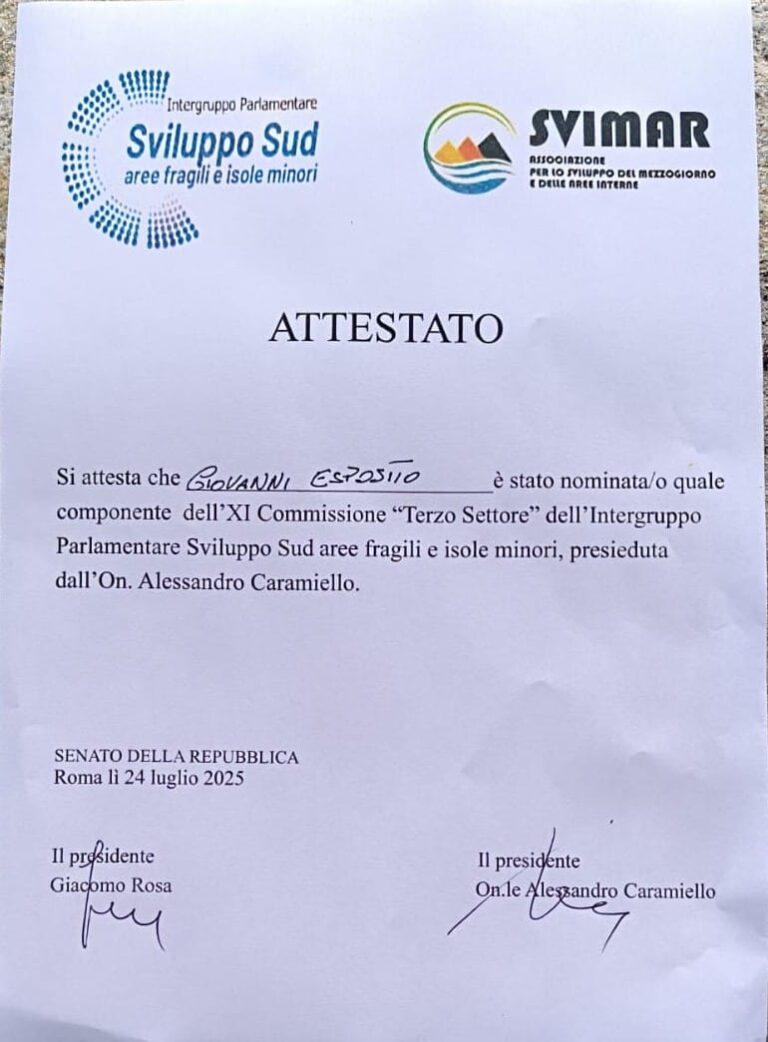 Intergruppo Parlamentare
Sviluppo Sud
aree fragili e isole minori
SVIMAR
ASSOCIAZIONE
PER LO SVILUPPO DEL MEZZOGIORNO
E DELLE AREE INTERNE
ATTESTATO
Si attesta che GIOVANNI ESPOSITO è stato nominata/o quale
componente dell'XI Commissione “Terzo Settore” dell'Intergruppo
Parlamentare Sviluppo Sud aree fragili e isole minori, presieduta
dall'On. Alessandro Caramiello.
SENATO DELLA REPUBBLICA
Roma lì 24 luglio 2025
Il presidente
Giacomo Rosa
Il presidente
On.le Alessandro Caramiello